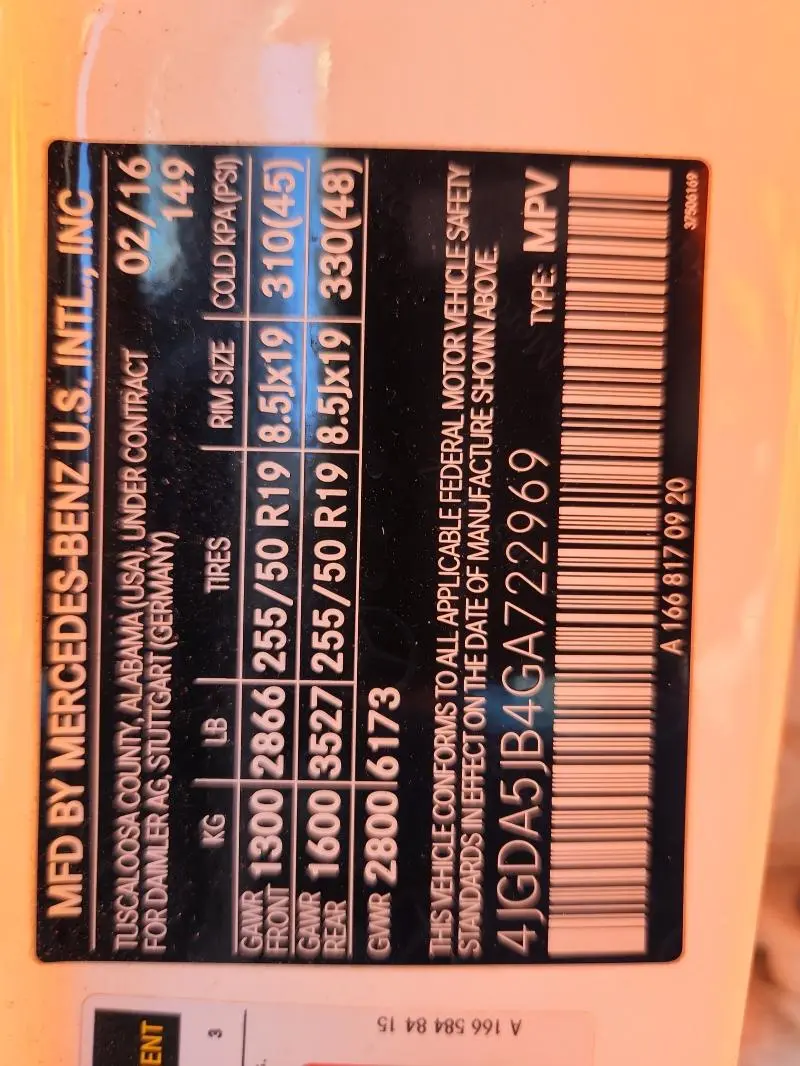 MFD BY MERCEDES-BENZ U.S. INTL., INC
TUSCALOOSA COUNTY, ALABAMA (USA), UNDER CONTRACT 02/16
FOR DAIMLER AG, STUTTGART (GERMANY) 149
KG LB TIRES RIM SIZE COLD KPA (PSI)
GAWR FRONT 1300 2866 255/50 R19 8.5Jx19 310(45)
GAWR REAR 1600 3527 255/50 R19 8.5Jx19 330(48)
GVWR 2800 6173
THIS VEHICLE CONFORMS TO ALL APPLICABLE FEDERAL MOTOR VEHICLE SAFETY
STANDARDS IN EFFECT ON THE DATE OF MANUFACTURE SHOWN ABOVE.
4JGDA5JB4GA722969 TYPE: MPV
A 166 817 09 20
37506169
ENT
3
A 166 584 84 15